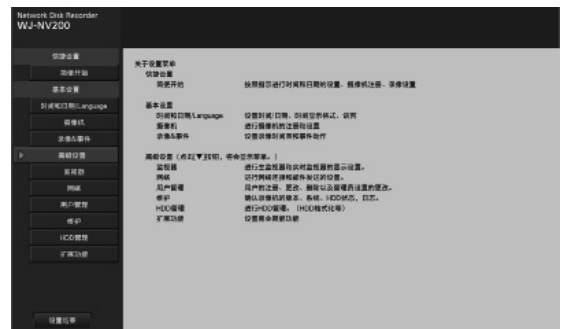 Network Disk Recorder
WJ-NV200
快捷设置
简便开始
基本设置
时间和日期/Language
摄像机
录像&事件
高级设置
监视器
网络
用户管理
维护
HDD管理
扩展功能
设置结束
关于设置菜单
快捷设置
简便开始 按照指示进行时间和日期的设置、摄像机注册、录像设置
基本设置
时间和日期/Language 设置时间/日期、时间显示格式、语言
摄像机 进行摄像机的注册和设置
录像&事件 设置录像时间表和事件动作
高级设置（点击[▼]按钮，将会显示菜单。）
监视器 进行主监视器和实时监视器的显示设置。
网络 进行网络连接和邮件发送的设置。
用户管理 用户的注册、更改、删除以及管理员设置的更改。
维护 确认录像机的版本、系统、HDD状态，日志。
HDD管理 进行HDD管理。（HDD格式化等）
扩展功能 设置商业智能功能